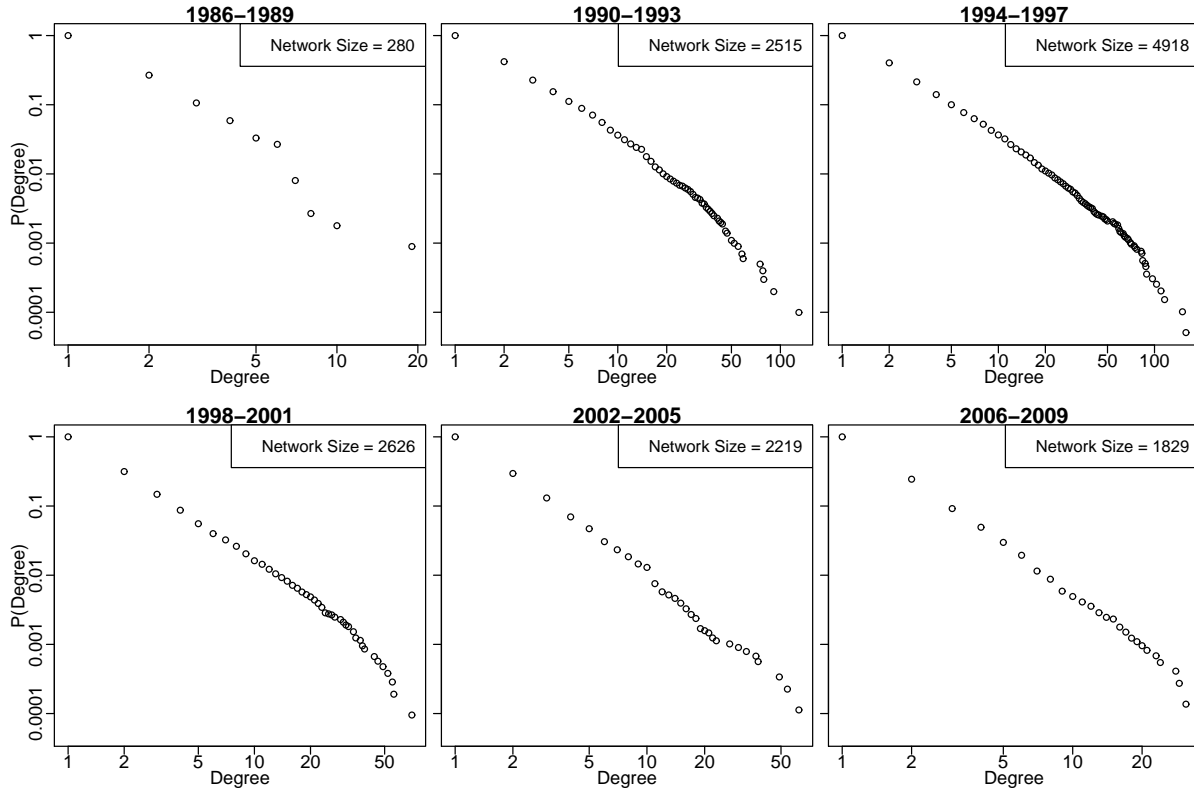 1986−1989
Network Size = 280
P(Degree)
1
0.1
0.01
0.001
0.0001
1 2 5 10 20
Degree
1990−1993
Network Size = 2515
1 2 5 10 20 50 100
Degree
1994−1997
Network Size = 4918
1 2 5 10 20 50 100
Degree
1998−2001
Network Size = 2626
P(Degree)
1
0.1
0.01
0.001
0.0001
1 2 5 10 20 50
Degree
2002−2005
Network Size = 2219
1 2 5 10 20 50
Degree
2006−2009
Network Size = 1829
1 2 5 10 20
Degree